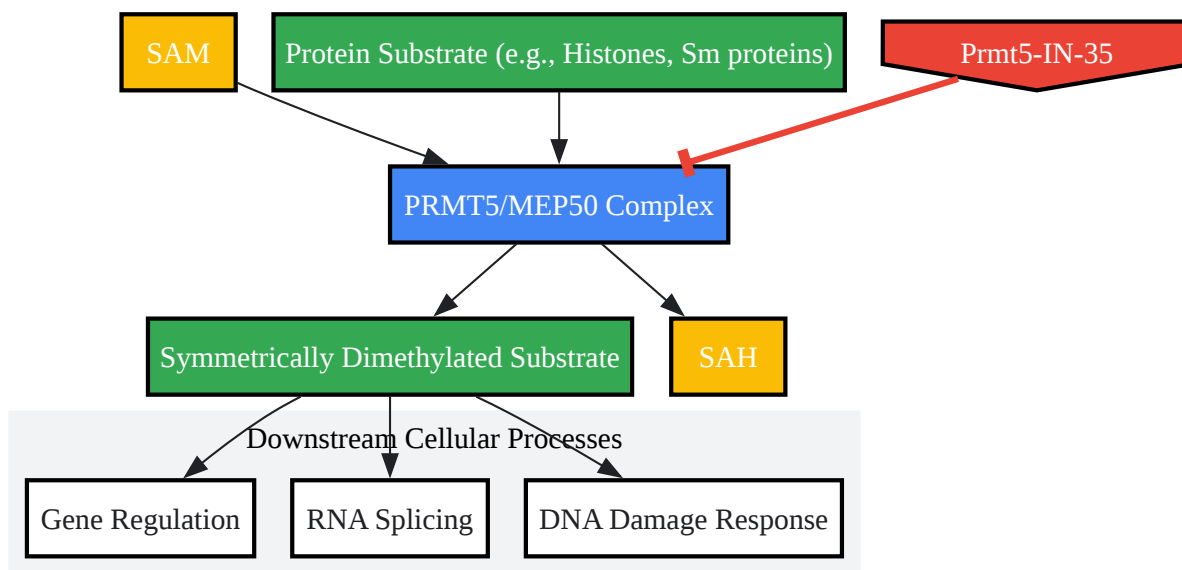 SAM
Protein Substrate (e.g., Histones, Sm proteins)
Prmt5-IN-35
PRMT5/MEP50 Complex
Symmetrically Dimethylated Substrate
SAH
Downstream Cellular Processes
Gene Regulation
RNA Splicing
DNA Damage Response